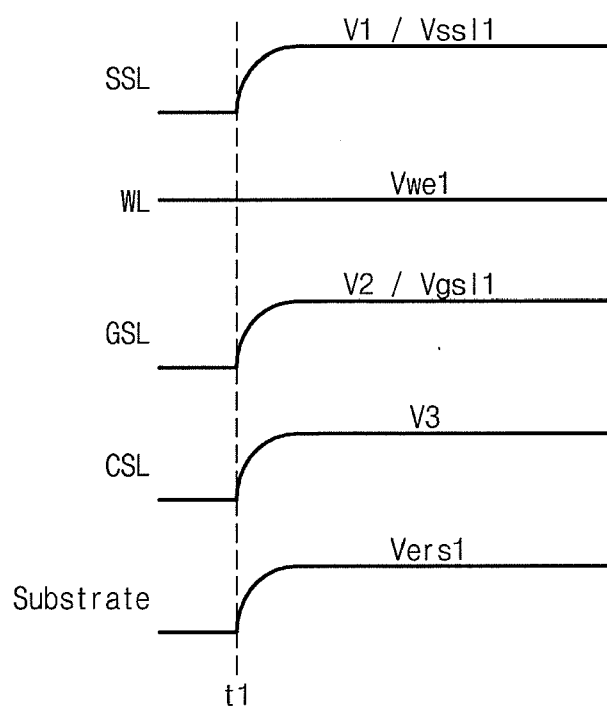 V1 / Vssl1
SSL
Vwe1
WL
V2 / Vgsl1
GSL
V3
CSL
Vers1
Substrate
t1